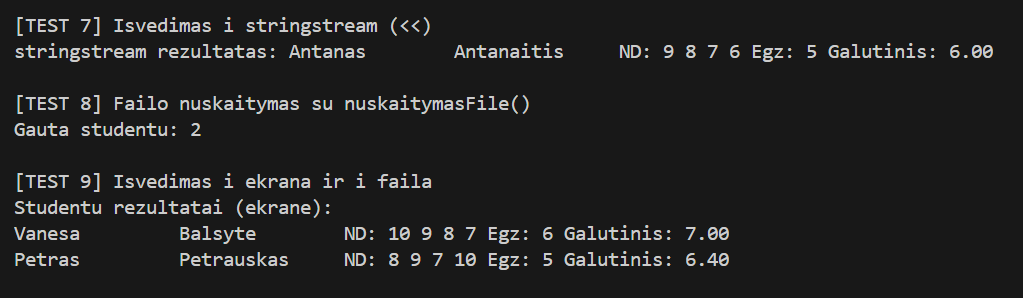 [TEST 7] Isvedimas i stringstream (<<)
stringstream rezultatas: Antanas        Antanaitis     ND: 9 8 7 6 Egz: 5 Galutinis: 6.00
[TEST 8] Failo nuskaitymas su nuskaitymasFile()
Gauta studentu: 2
[TEST 9] Isvedimas i ekrana ir i faila
Studentu rezultatai (ekrane):
Vanesa         Balsyte        ND: 10 9 8 7 Egz: 6 Galutinis: 7.00
Petras         Petrauskas     ND: 8 9 7 10 Egz: 5 Galutinis: 6.40